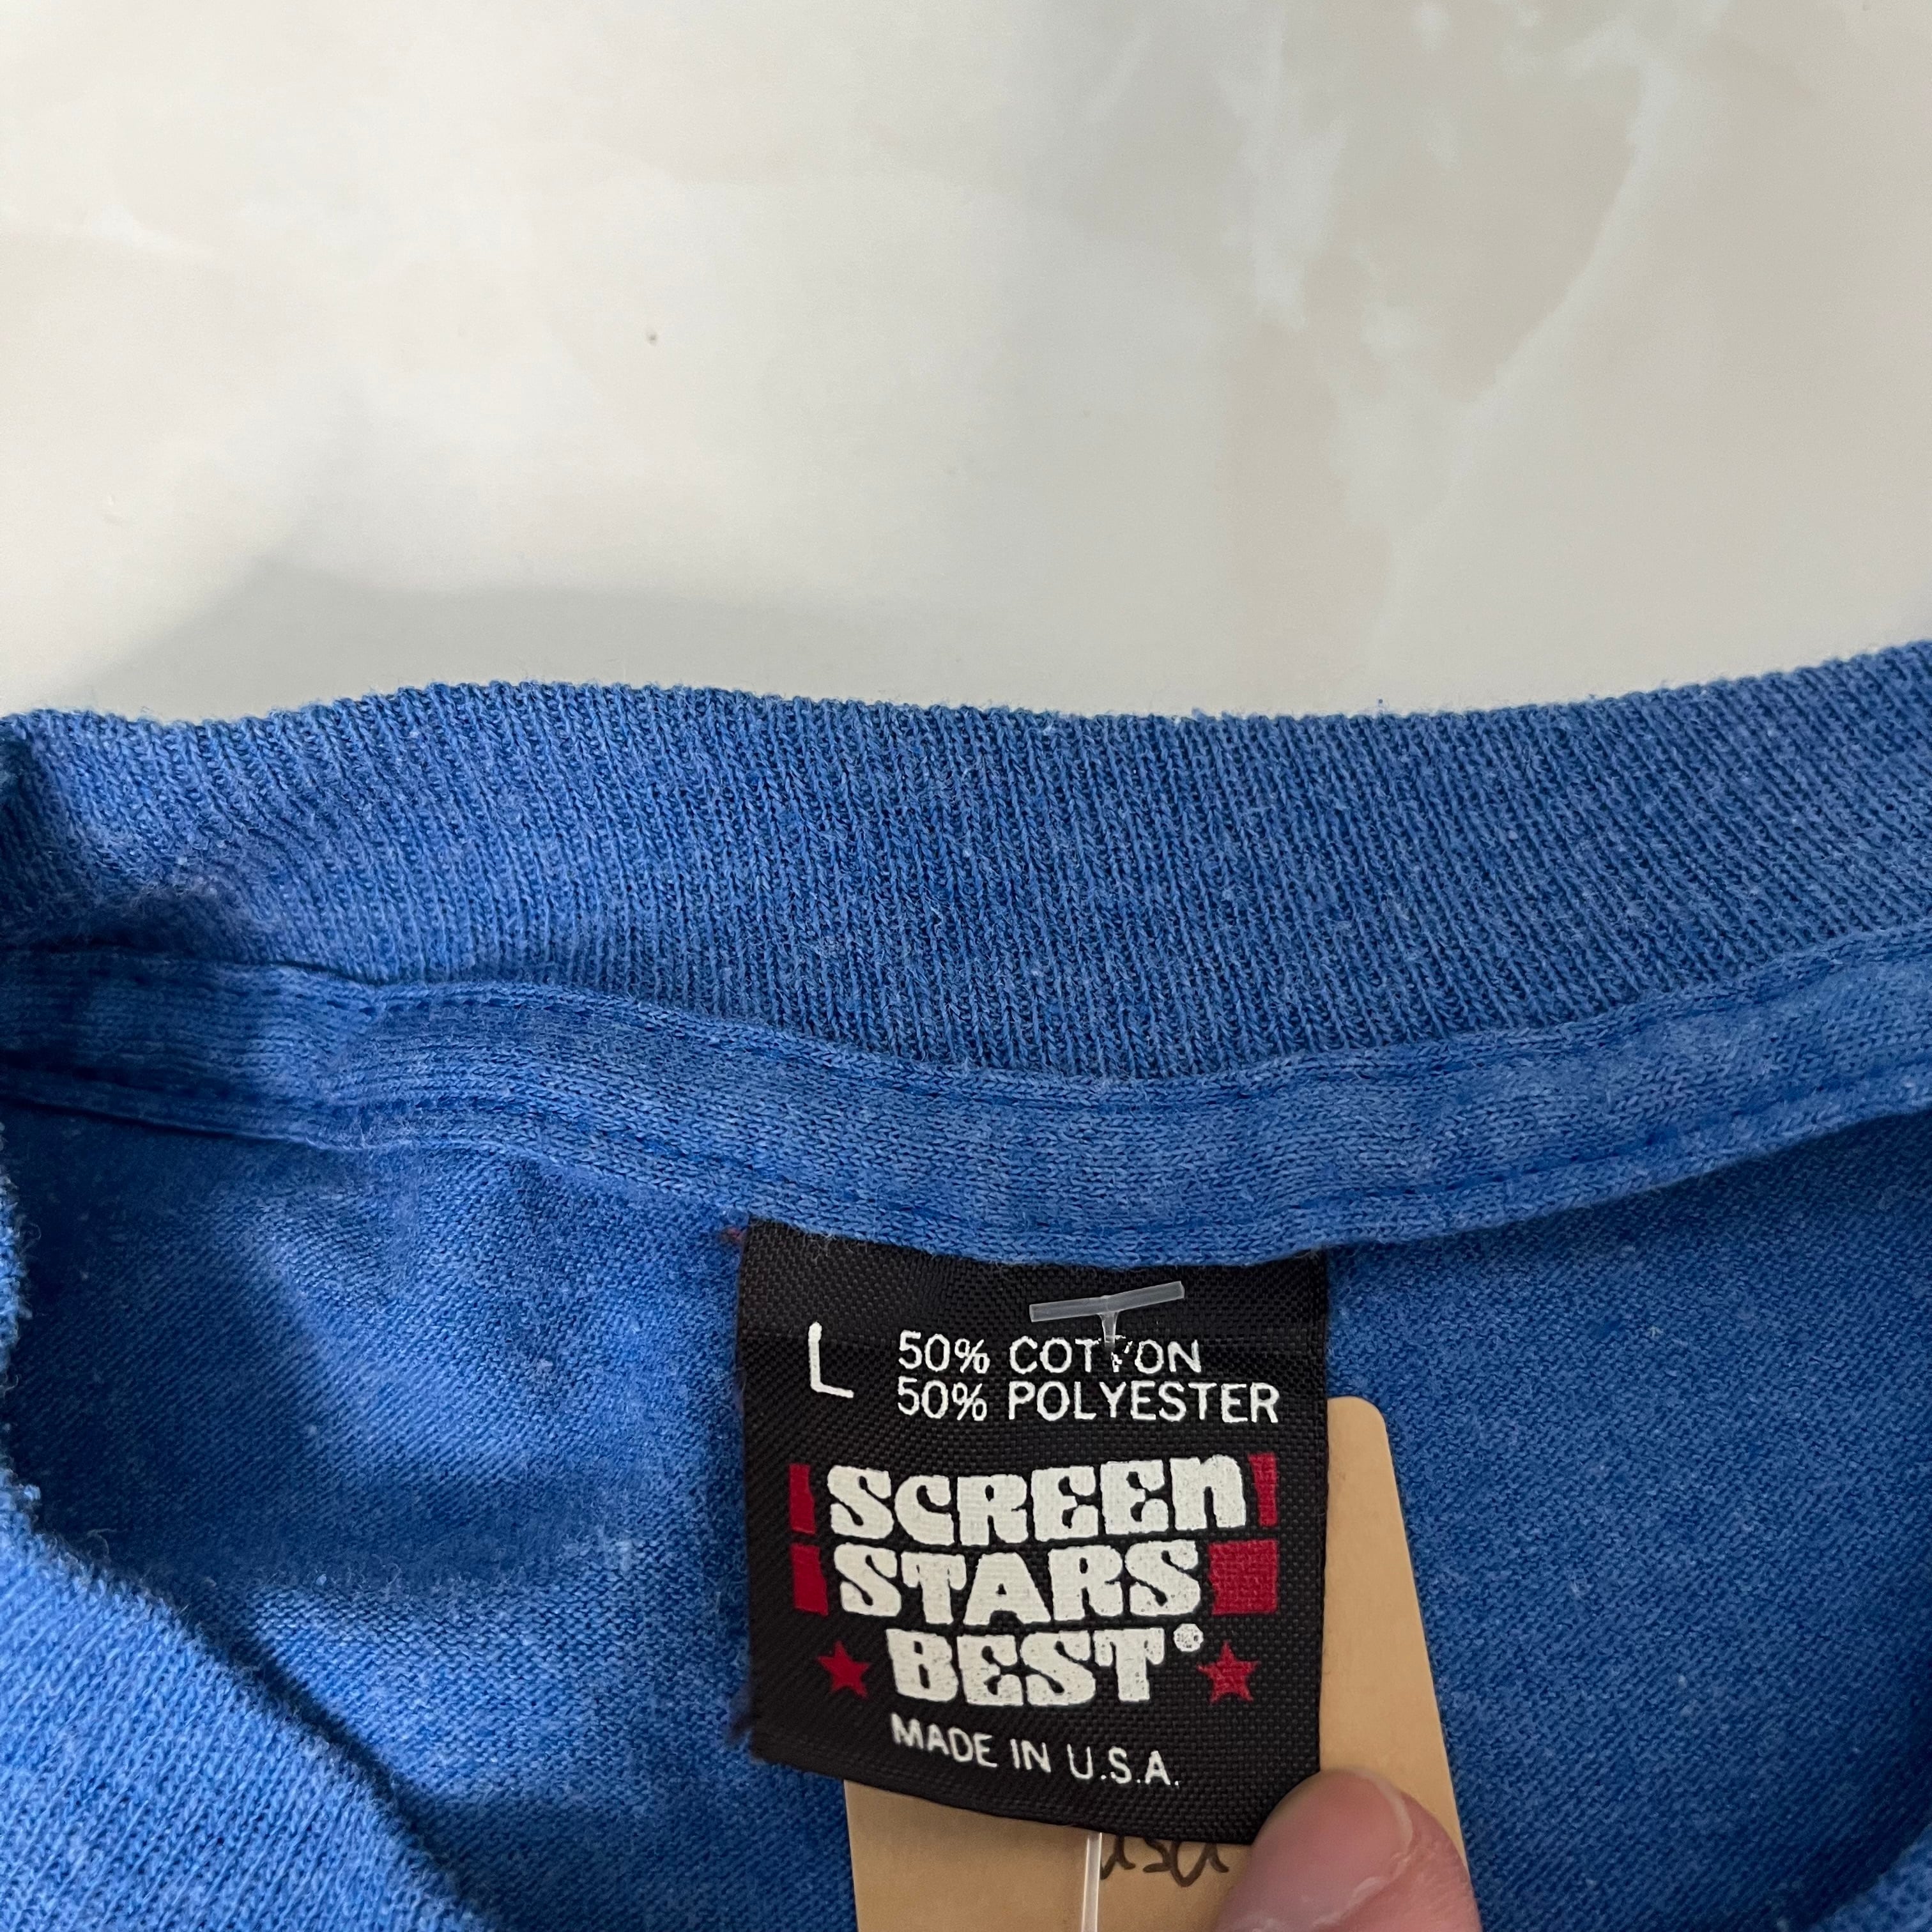 L 50% COTTON
50% POLYESTER
SCREEN
STARS
BEST®
MADE IN U.S.A.